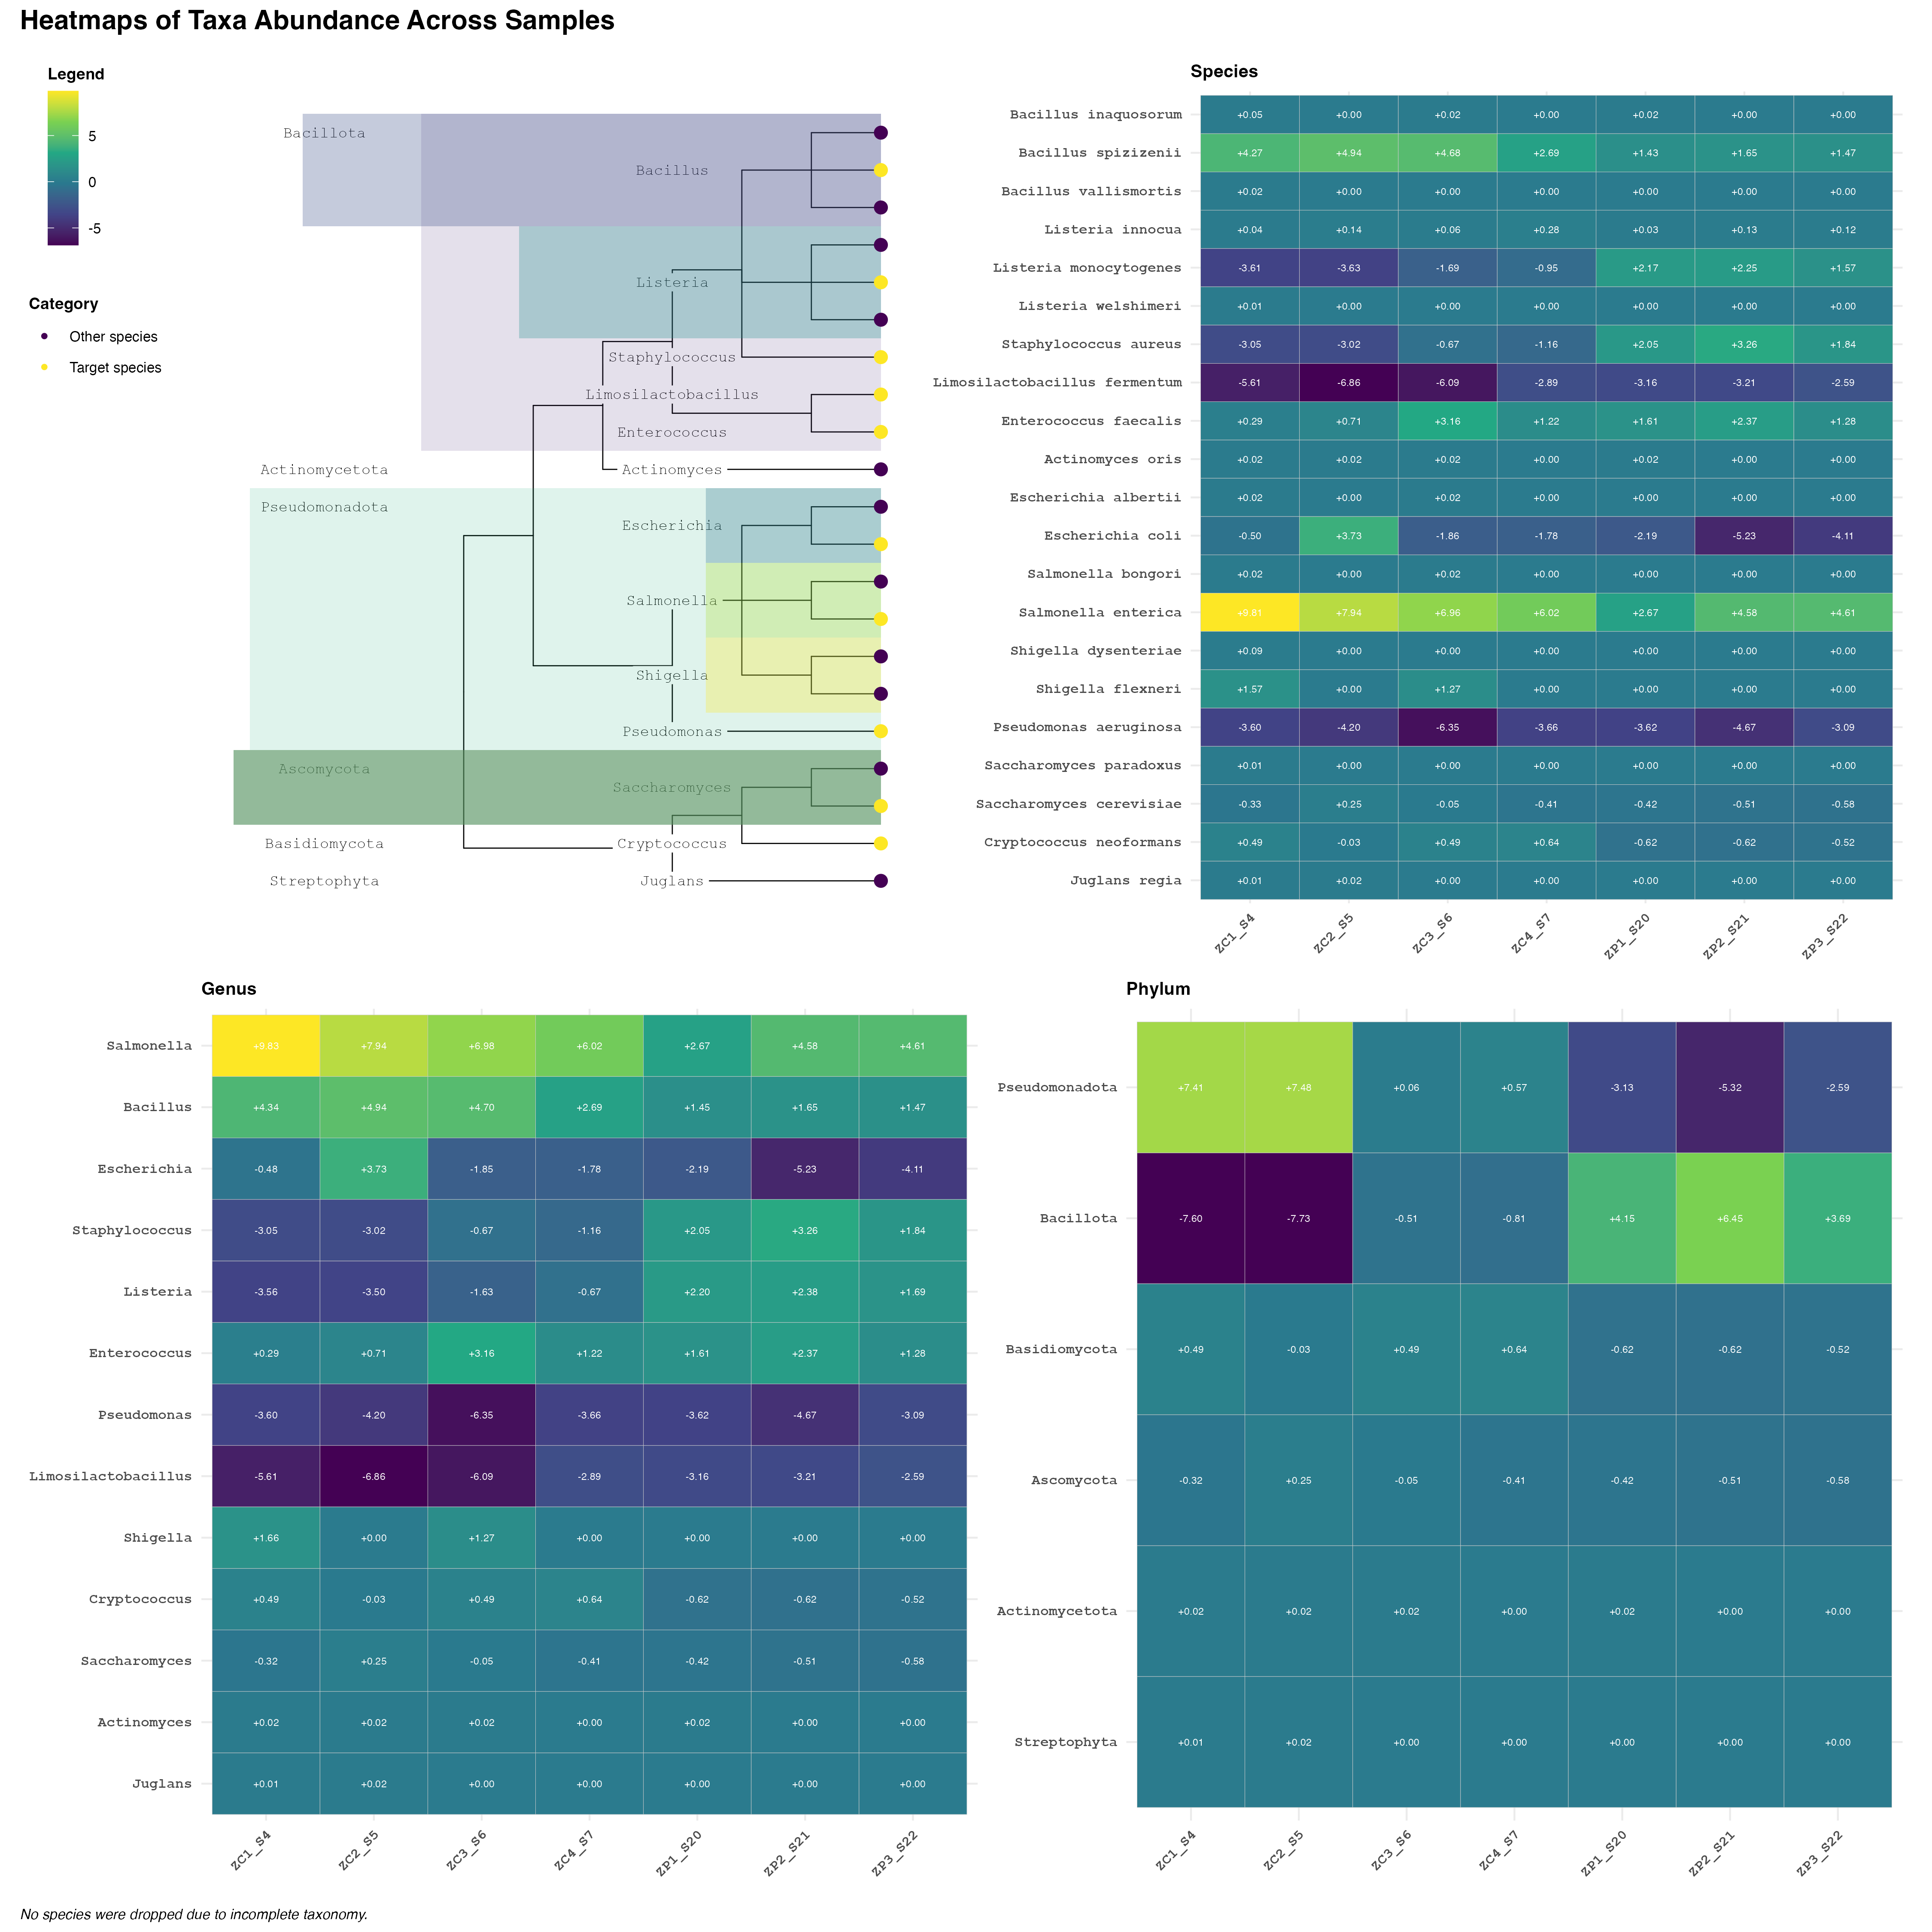 Heatmaps of Taxa Abundance Across Samples
Legend
5
0
-5
Category
Other species
Target species
Bacillota
Bacillus
Listeria
Staphylococcus
Limosilactobacillus
Enterococcus
Actinomycetota
Actinomyces
Pseudomonadota
Escherichia
Salmonella
Shigella
Pseudomonas
Ascomycota
Saccharomyces
Basidiomycota
Cryptococcus
Streptophyta
Juglans
Species
Bacillus inaquosorum +0.05 +0.00 +0.02 +0.00 +0.02 +0.00 +0.00
Bacillus spizizenii +4.27 +4.94 +4.68 +2.69 +1.43 +1.65 +1.47
Bacillus vallismortis +0.02 +0.00 +0.00 +0.00 +0.00 +0.00 +0.00
Listeria innocua +0.04 +0.14 +0.06 +0.28 +0.03 +0.13 +0.12
Listeria monocytogenes -3.61 -3.63 -1.69 -0.95 +2.17 +2.25 +1.57
Listeria welshimeri +0.01 +0.00 +0.00 +0.00 +0.00 +0.00 +0.00
Staphylococcus aureus -3.05 -3.02 -0.67 -1.16 +2.05 +3.26 +1.84
Limosilactobacillus fermentum -5.61 -6.86 -6.09 -2.89 -3.16 -3.21 -2.59
Enterococcus faecalis +0.29 +0.71 +3.16 +1.22 +1.61 +2.37 +1.28
Actinomyces oris +0.02 +0.02 +0.02 +0.00 +0.02 +0.00 +0.00
Escherichia albertii +0.02 +0.00 +0.02 +0.00 +0.00 +0.00 +0.00
Escherichia coli -0.50 +3.73 -1.86 -1.78 -2.19 -5.23 -4.11
Salmonella bongori +0.02 +0.00 +0.02 +0.00 +0.00 +0.00 +0.00
Salmonella enterica +9.81 +7.94 +6.96 +6.02 +2.67 +4.58 +4.61
Shigella dysenteriae +0.09 +0.00 +0.00 +0.00 +0.00 +0.00 +0.00
Shigella flexneri +1.57 +0.00 +1.27 +0.00 +0.00 +0.00 +0.00
Pseudomonas aeruginosa -3.60 -4.20 -6.35 -3.66 -3.62 -4.67 -3.09
Saccharomyces paradoxus +0.01 +0.00 +0.00 +0.00 +0.00 +0.00 +0.00
Saccharomyces cerevisiae -0.33 +0.25 -0.05 -0.41 -0.42 -0.51 -0.58
Cryptococcus neoformans +0.49 -0.03 +0.49 +0.64 -0.62 -0.62 -0.52
Juglans regia +0.01 +0.02 +0.00 +0.00 +0.00 +0.00 +0.00
ZC1_S4 ZC2_S5 ZC3_S6 ZC4_S7 ZP1_S20 ZP2_S21 ZP3_S22
Genus
Salmonella +9.83 +7.94 +6.98 +6.02 +2.67 +4.58 +4.61
Bacillus +4.34 +4.94 +4.70 +2.69 +1.45 +1.65 +1.47
Escherichia -0.48 +3.73 -1.85 -1.78 -2.19 -5.23 -4.11
Staphylococcus -3.05 -3.02 -0.67 -1.16 +2.05 +3.26 +1.84
Listeria -3.56 -3.50 -1.63 -0.67 +2.20 +2.38 +1.69
Enterococcus +0.29 +0.71 +3.16 +1.22 +1.61 +2.37 +1.28
Pseudomonas -3.60 -4.20 -6.35 -3.66 -3.62 -4.67 -3.09
Limosilactobacillus -5.61 -6.86 -6.09 -2.89 -3.16 -3.21 -2.59
Shigella +1.66 +0.00 +1.27 +0.00 +0.00 +0.00 +0.00
Cryptococcus +0.49 -0.03 +0.49 +0.64 -0.62 -0.62 -0.52
Saccharomyces -0.32 +0.25 -0.05 -0.41 -0.42 -0.51 -0.58
Actinomyces +0.02 +0.02 +0.02 +0.00 +0.02 +0.00 +0.00
Juglans +0.01 +0.02 +0.00 +0.00 +0.00 +0.00 +0.00
ZC1_S4 ZC2_S5 ZC3_S6 ZC4_S7 ZP1_S20 ZP2_S21 ZP3_S22
Phylum
Pseudomonadota +7.41 +7.48 +0.06 +0.57 -3.13 -5.32 -2.59
Bacillota -7.60 -7.73 -0.51 -0.81 +4.15 +6.45 +3.69
Basidiomycota +0.49 -0.03 +0.49 +0.64 -0.62 -0.62 -0.52
Ascomycota -0.32 +0.25 -0.05 -0.41 -0.42 -0.51 -0.58
Actinomycetota +0.02 +0.02 +0.02 +0.00 +0.02 +0.00 +0.00
Streptophyta +0.01 +0.02 +0.00 +0.00 +0.00 +0.00 +0.00
ZC1_S4 ZC2_S5 ZC3_S6 ZC4_S7 ZP1_S20 ZP2_S21 ZP3_S22
No species were dropped due to incomplete taxonomy.